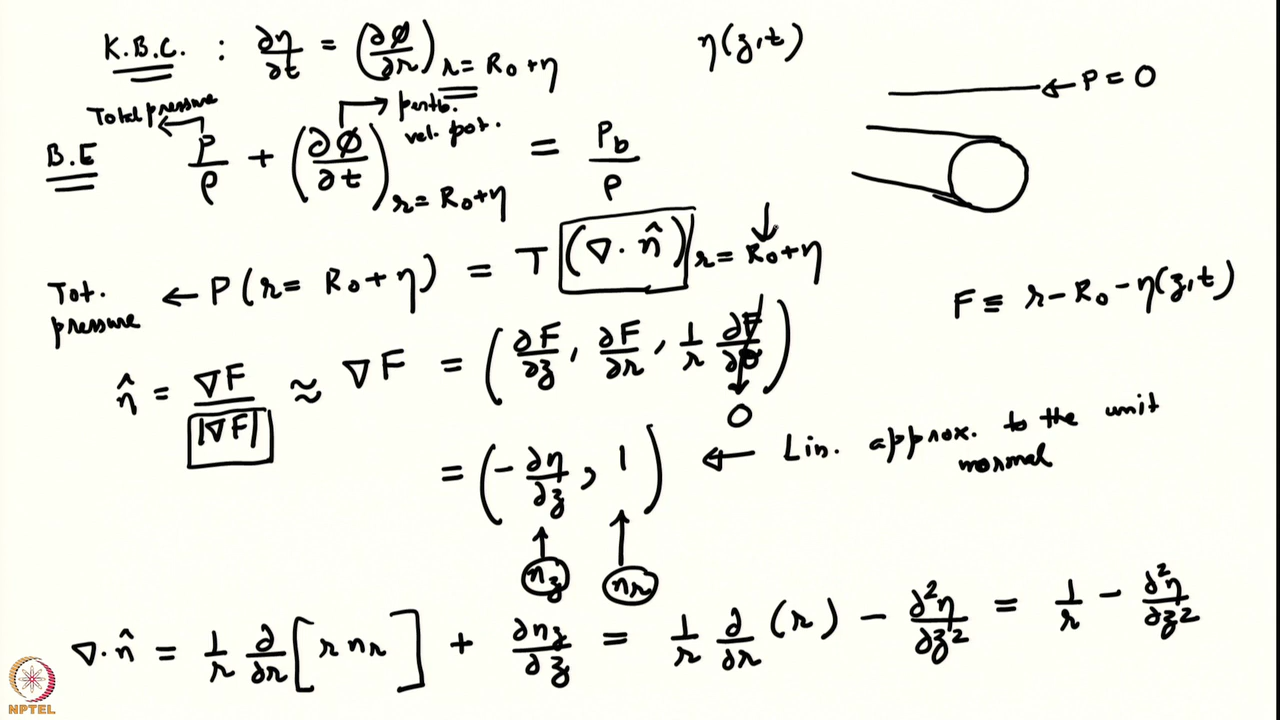 K.B.C. : ∂η/∂t = (∂φ/∂r)_{r = R₀+η} η(z,t)
← P = 0
Total pressure
pertb. vel. pot.
B.E P/ρ + (∂φ/∂t)_{r = R₀+η} = P_b/ρ
Tot. pressure ← P(r = R₀+η) = T (∇·n̂)_{r = R₀+η}
F ≡ r − R₀ − η(z,t)
n̂ = ∇F/|∇F| ≈ ∇F = (∂F/∂z, ∂F/∂r, 1/r ∂F/∂θ)
0
= (−∂η/∂z, 1) ← Lin. approx. to the unit normal
n_z n_r
∇·n̂ = 1/r ∂/∂r [r n_r] + ∂n_z/∂z = 1/r ∂/∂r (r) − ∂²η/∂z² = 1/r − ∂²η/∂z²
NPTEL